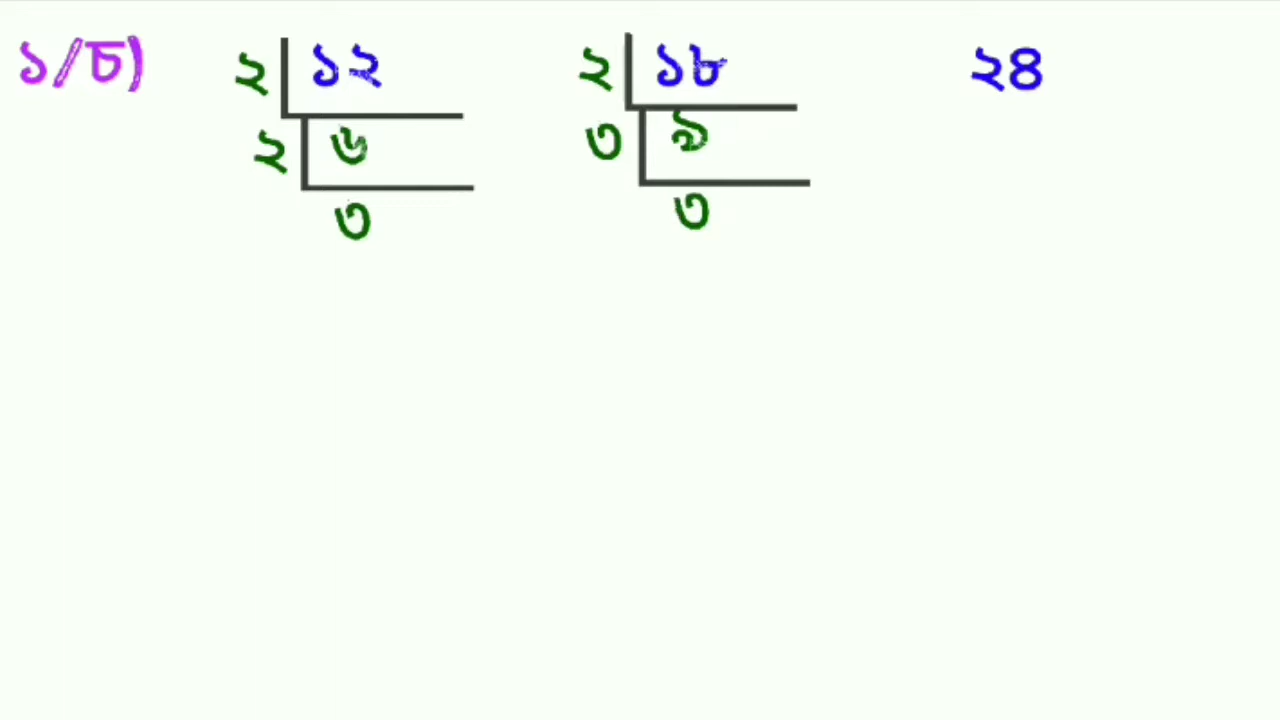 ১/চ) ২ ১২ ২ ১৮ ২৪
২ ৬ ৩ ৯
৩ ৩